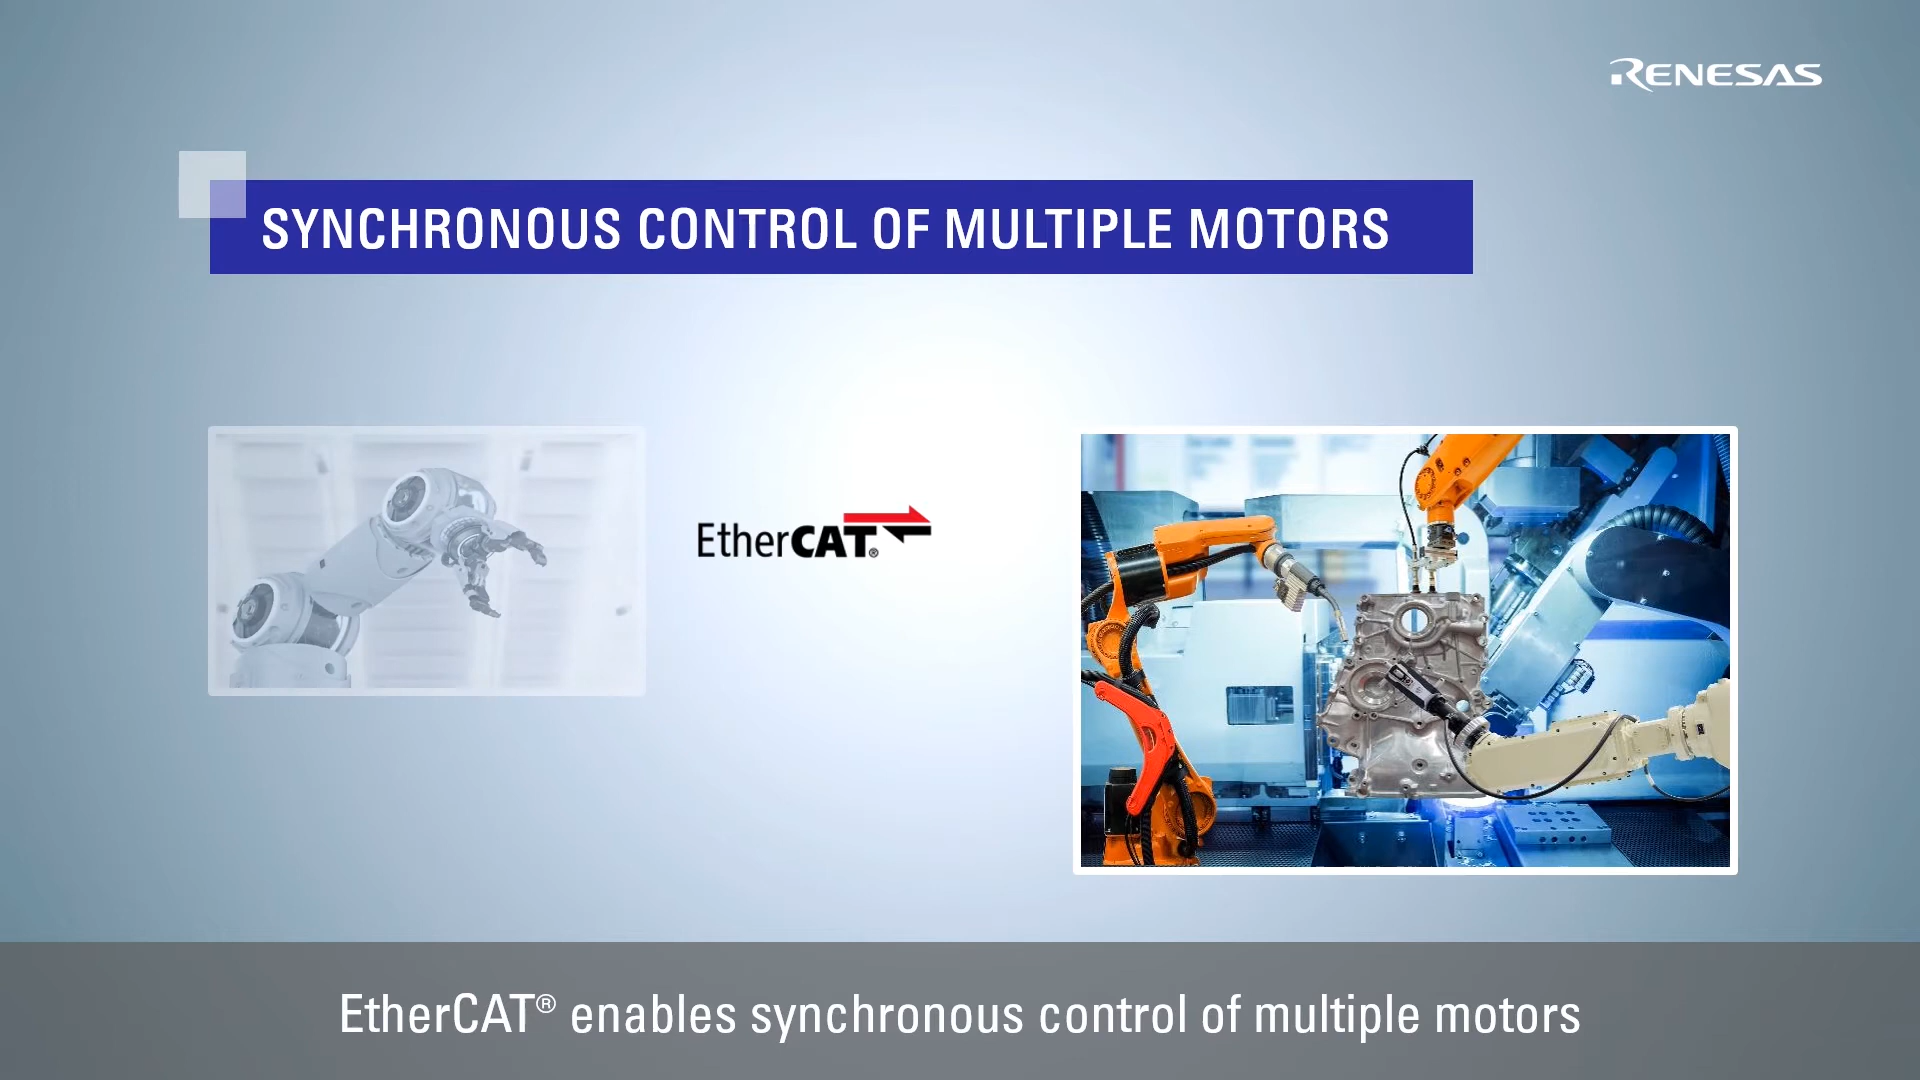 RENESAS
SYNCHRONOUS CONTROL OF MULTIPLE MOTORS
EtherCAT®
EtherCAT® enables synchronous control of multiple motors